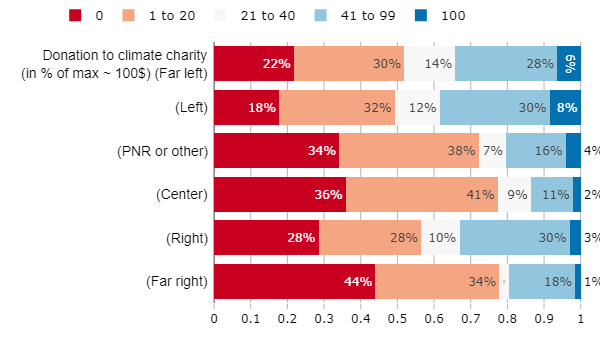 0 1 to 20 21 to 40 41 to 99 100
Donation to climate charity
(in % of max ~ 100$) (Far left)
22% 30% 14% 28% 6%
(Left)
18% 32% 12% 30% 8%
(PNR or other)
34% 38% 7% 16% 4%
(Center)
36% 41% 9% 11% 2%
(Right)
28% 28% 10% 30% 3%
(Far right)
44% 34% 18% 1%
0 0.1 0.2 0.3 0.4 0.5 0.6 0.7 0.8 0.9 1